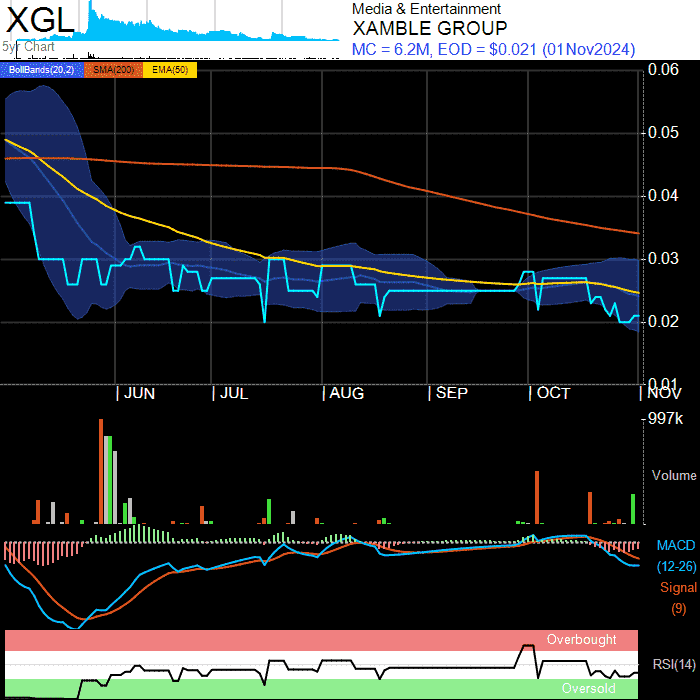 XGL
5yr Chart
Media & Entertainment
XAMBLE GROUP
MC = 6.2M, EOD = $0.021 (01Nov2024)
BollBands(20,2) SMA(200) EMA(50)
0.06
0.05
0.04
0.03
0.02
0.01
JUN JUL AUG SEP OCT NOV
997k
Volume
MACD
(12-26)
Signal
(9)
Overbought
RSI(14)
Oversold